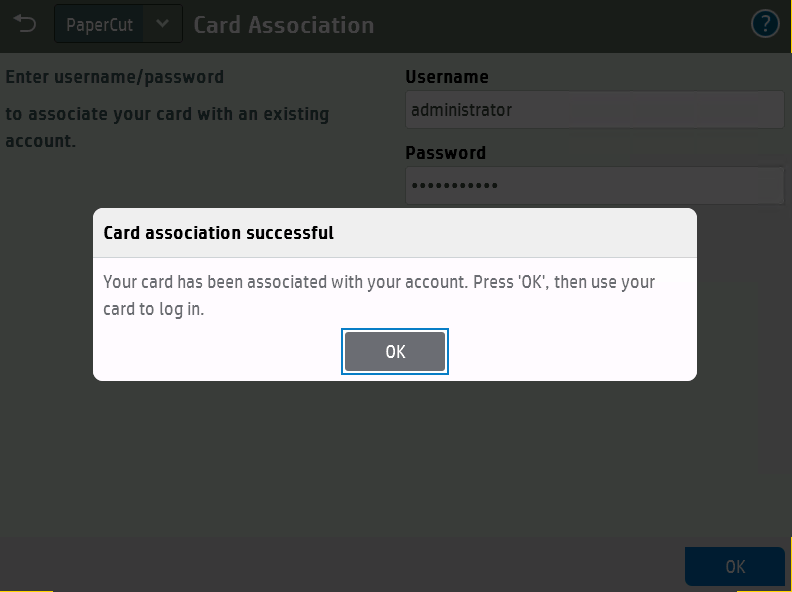 PaperCut
Card Association
?
Enter username/password
to associate your card with an existing
account.
Username
administrator
Password
•••••••••••
Card association successful
Your card has been associated with your account. Press 'OK', then use your
card to log in.
OK
OK